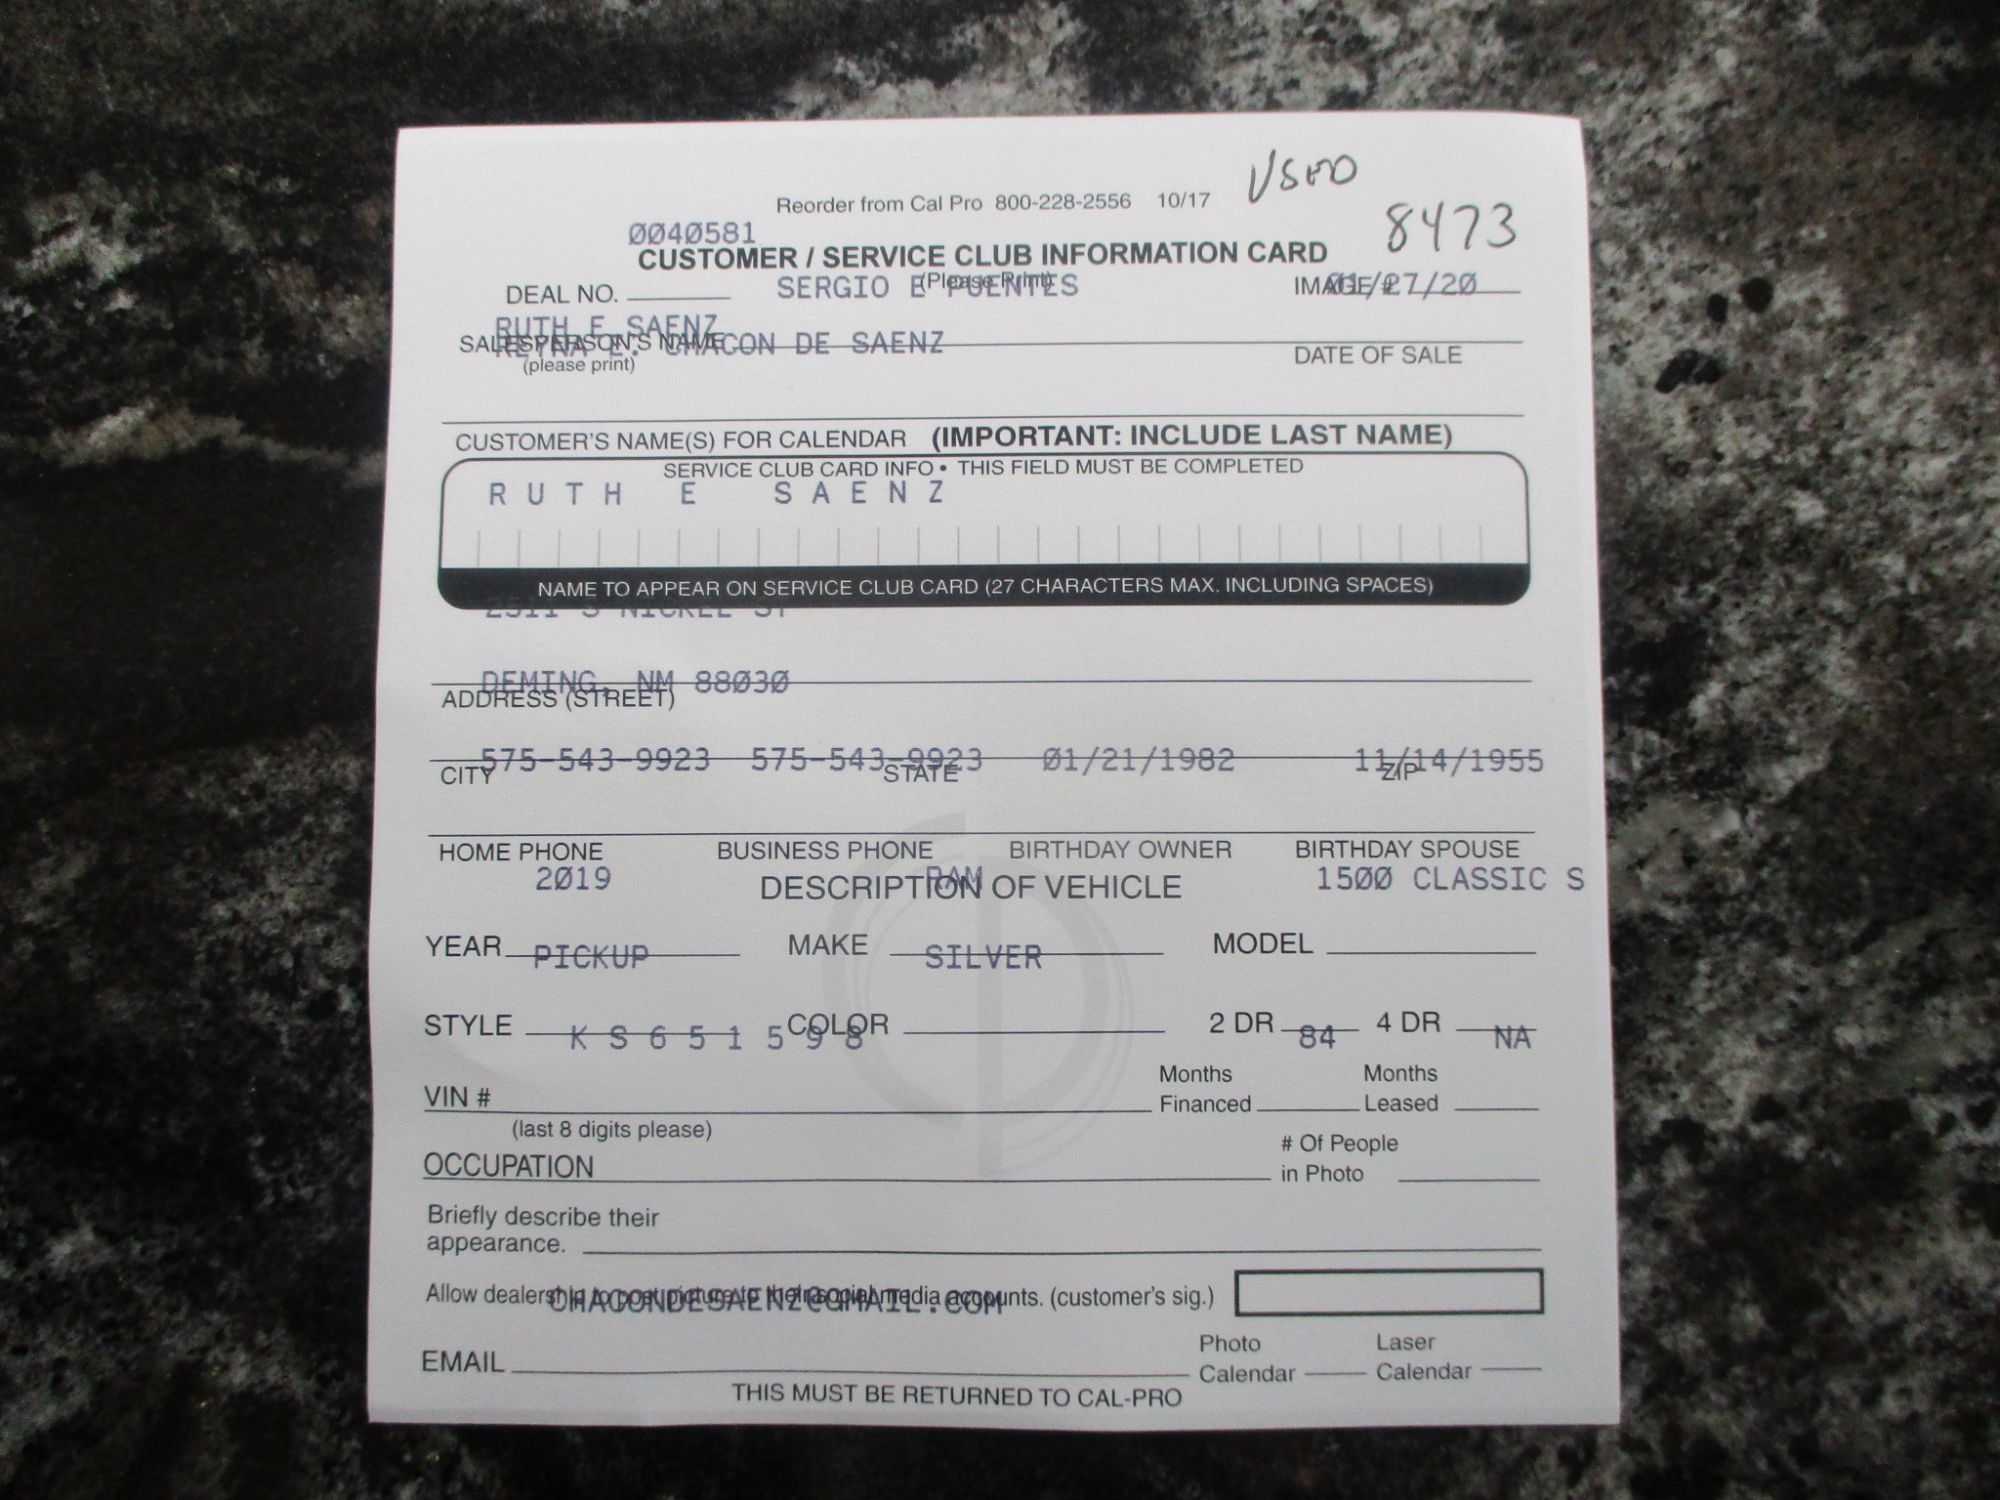 USED
Reorder from Cal Pro 800-228-2556 10/17
8473
0040581
CUSTOMER / SERVICE CLUB INFORMATION CARD
(Please Print)
SERGIO E FUENTES
01/27/20
DEAL NO.
IMAGE #
RUTH E SAENZ
REYNA E. CHACON DE SAENZ
SALESPERSON'S NAME
DATE OF SALE
(please print)
CUSTOMER'S NAME(S) FOR CALENDAR (IMPORTANT: INCLUDE LAST NAME)
SERVICE CLUB CARD INFO • THIS FIELD MUST BE COMPLETED
RUTH E SAENZ
NAME TO APPEAR ON SERVICE CLUB CARD (27 CHARACTERS MAX. INCLUDING SPACES)
2511 S NICKEL ST
DEMING, NM 88030
ADDRESS (STREET)
575-543-9923 575-543-9923 01/21/1982 11/14/1955
CITY STATE ZIP
HOME PHONE BUSINESS PHONE BIRTHDAY OWNER BIRTHDAY SPOUSE
2019 RAM 1500 CLASSIC S
DESCRIPTION OF VEHICLE
YEAR MAKE MODEL
PICKUP SILVER
STYLE COLOR 2 DR 4 DR
KS651598 84 NA
Months Financed Months Leased
VIN #
(last 8 digits please)
# Of People in Photo
OCCUPATION
Briefly describe their
appearance.
Allow dealership to post picture to their social media accounts. (customer's sig.)
CHACONDESAENZ@GMAIL.COM
Photo Calendar Laser Calendar
EMAIL
THIS MUST BE RETURNED TO CAL-PRO